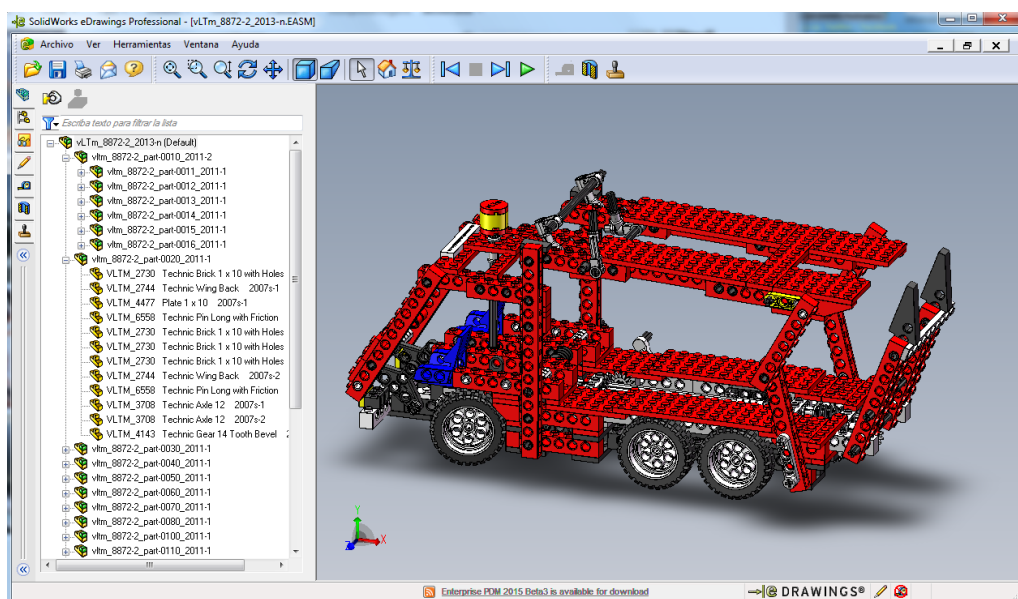 SolidWorks eDrawings Professional - [vLTm_8872-2_2013-n.EASM]
Archivo Ver Herramientas Ventana Ayuda
Escriba texto para filtrar la lista
vLTm_8872-2_2013-n (Default)
vltm_8872-2_part-0010_2011-2
vltm_8872-2_part-0011_2011-1
vltm_8872-2_part-0012_2011-1
vltm_8872-2_part-0013_2011-1
vltm_8872-2_part-0014_2011-1
vltm_8872-2_part-0015_2011-1
vltm_8872-2_part-0016_2011-1
vltm_8872-2_part-0020_2011-1
VLTM_2730 Technic Brick 1 x 10 with Holes
VLTM_2744 Technic Wing Back 2007s-1
VLTM_4477 Plate 1 x 10 2007s-1
VLTM_6558 Technic Pin Long with Friction
VLTM_2730 Technic Brick 1 x 10 with Holes
VLTM_2730 Technic Brick 1 x 10 with Holes
VLTM_2730 Technic Brick 1 x 10 with Holes
VLTM_2744 Technic Wing Back 2007s-2
VLTM_6558 Technic Pin Long with Friction
VLTM_3708 Technic Axle 12 2007s-1
VLTM_3708 Technic Axle 12 2007s-2
VLTM_4143 Technic Gear 14 Tooth Bevel 2
vltm_8872-2_part-0030_2011-1
vltm_8872-2_part-0040_2011-1
vltm_8872-2_part-0050_2011-1
vltm_8872-2_part-0060_2011-1
vltm_8872-2_part-0070_2011-1
vltm_8872-2_part-0080_2011-1
vltm_8872-2_part-0100_2011-1
vltm_8872-2_part-0110_2011-1
Y
X
Enterprise PDM 2015 Beta3 is available for download
DRAWINGS®